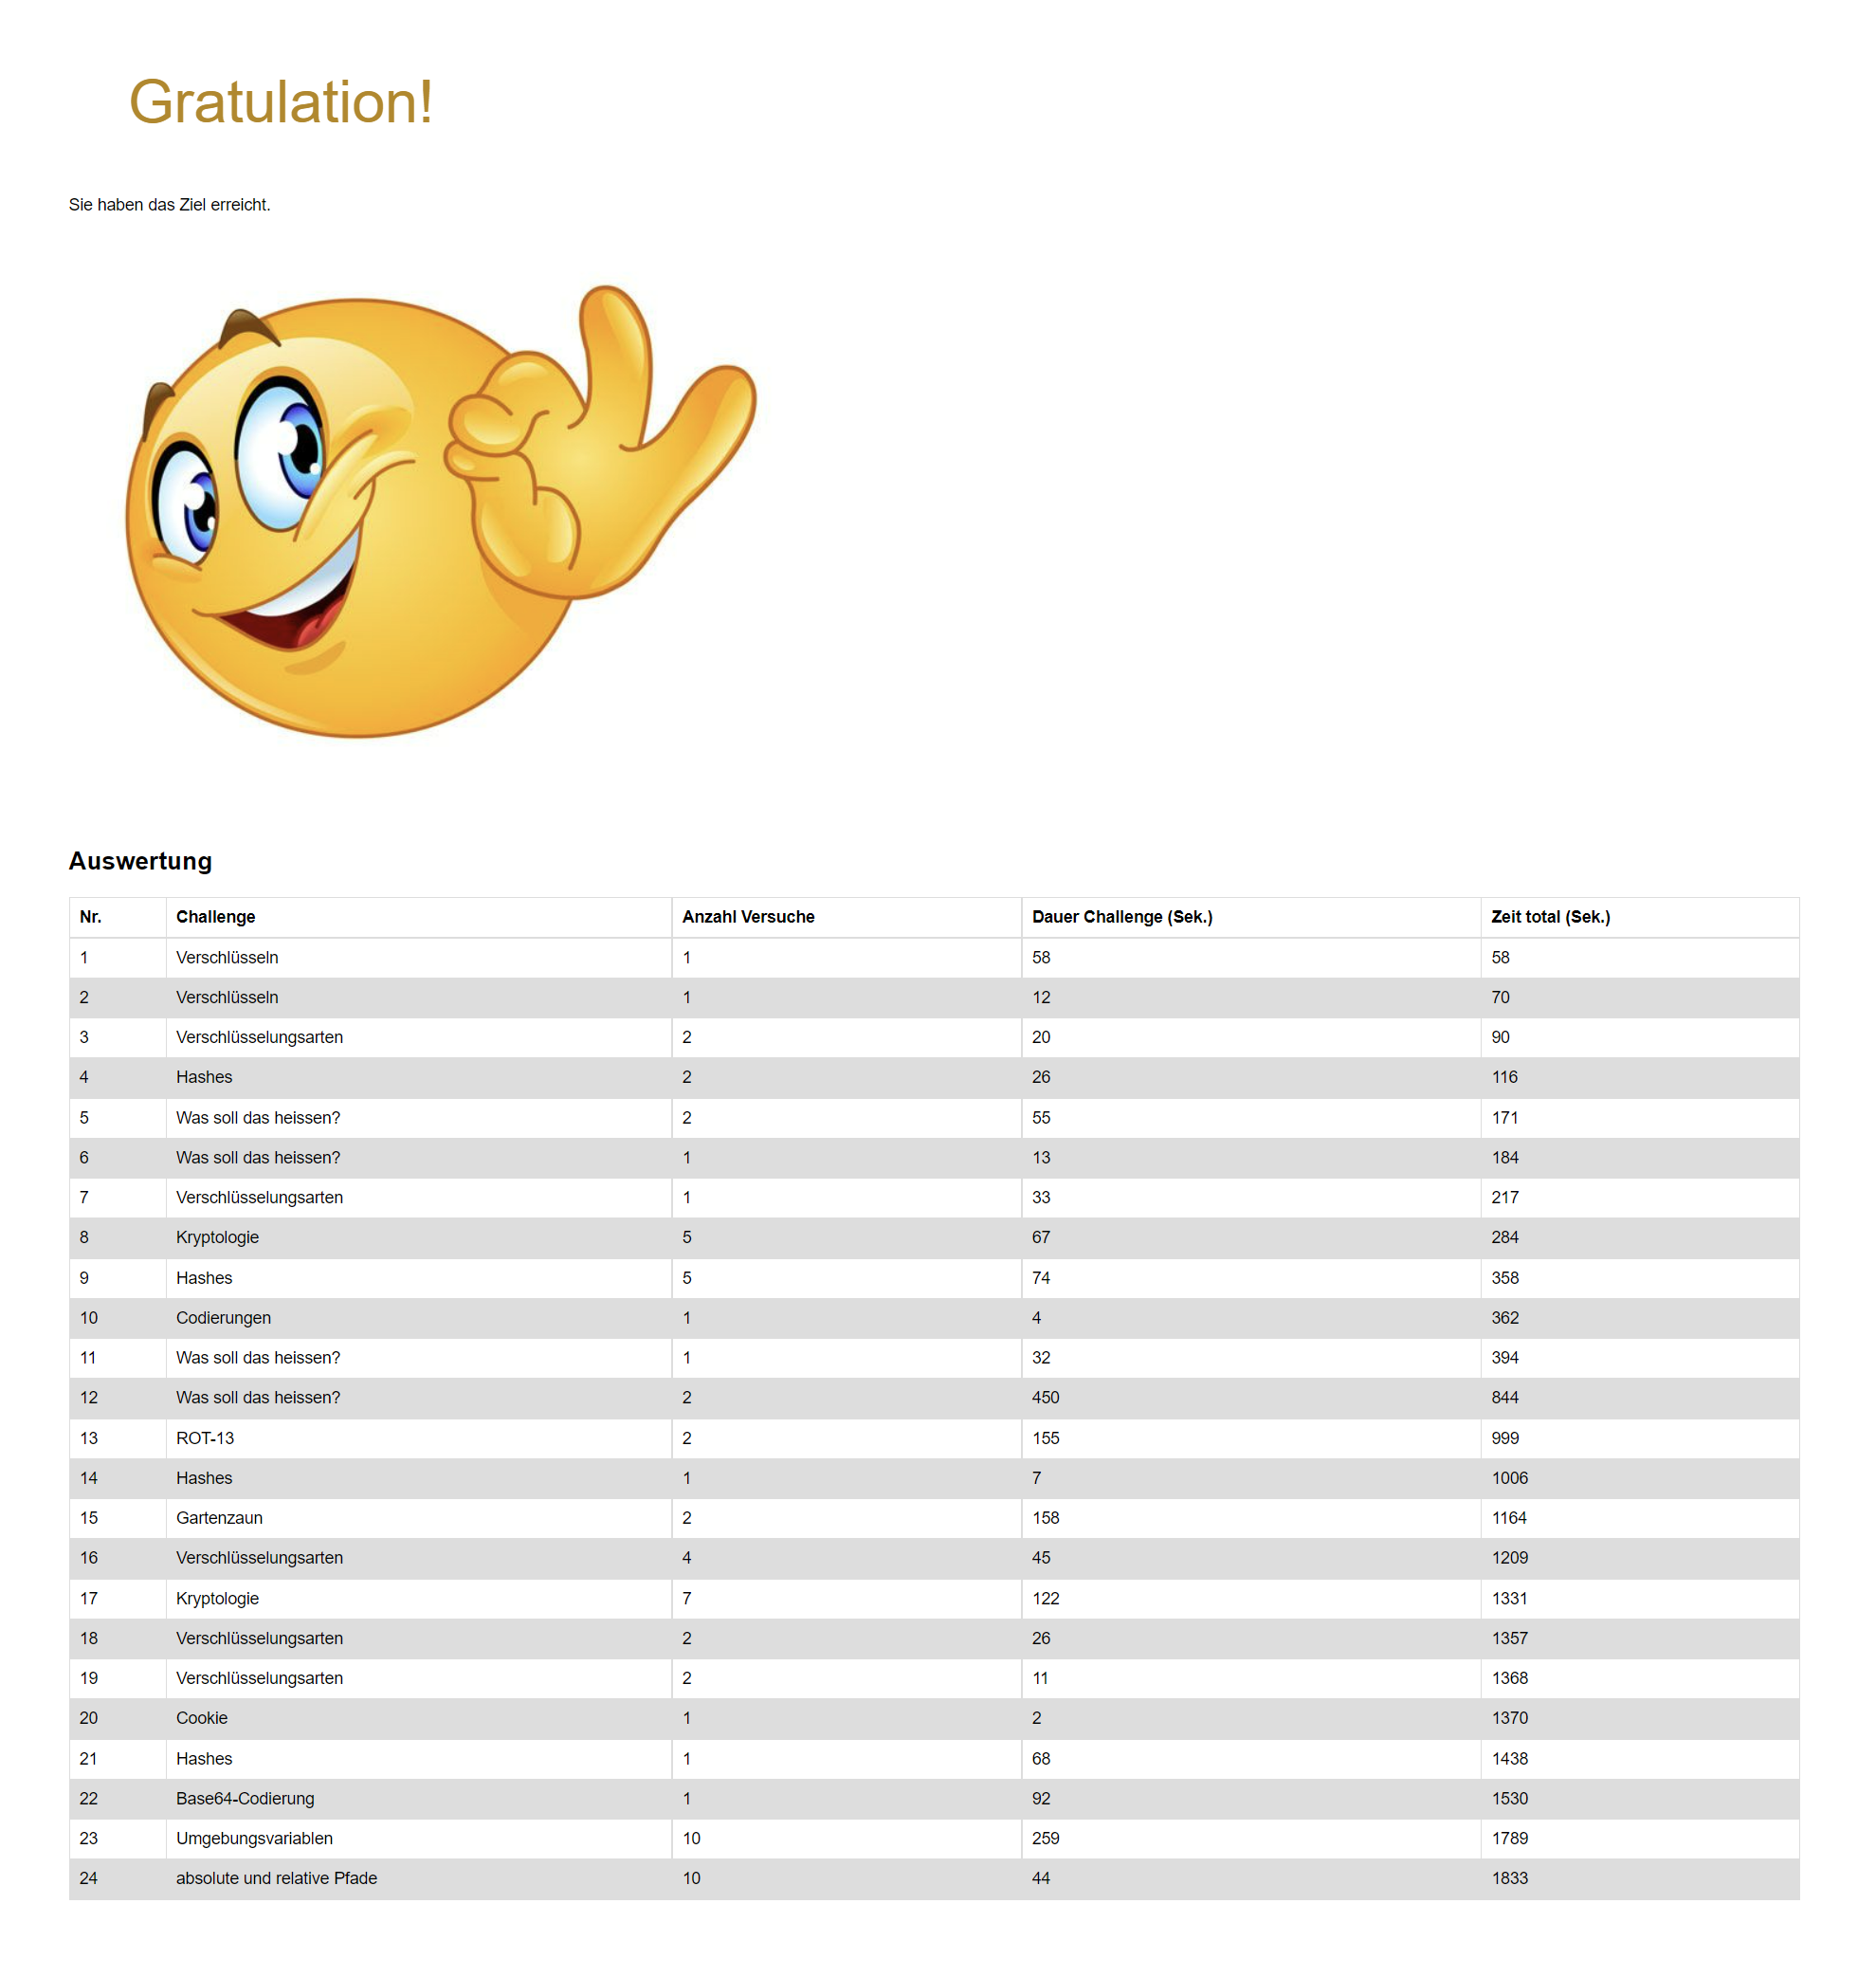 Gratulation!
Sie haben das Ziel erreicht.
Auswertung
Nr. Challenge Anzahl Versuche Dauer Challenge (Sek.) Zeit total (Sek.)
1 Verschlüsseln 1 58 58
2 Verschlüsseln 1 12 70
3 Verschlüsselungsarten 2 20 90
4 Hashes 2 26 116
5 Was soll das heissen? 2 55 171
6 Was soll das heissen? 1 13 184
7 Verschlüsselungsarten 1 33 217
8 Kryptologie 5 67 284
9 Hashes 5 74 358
10 Codierungen 1 4 362
11 Was soll das heissen? 1 32 394
12 Was soll das heissen? 2 450 844
13 ROT-13 2 155 999
14 Hashes 1 7 1006
15 Gartenzaun 2 158 1164
16 Verschlüsselungsarten 4 45 1209
17 Kryptologie 7 122 1331
18 Verschlüsselungsarten 2 26 1357
19 Verschlüsselungsarten 2 11 1368
20 Cookie 1 2 1370
21 Hashes 1 68 1438
22 Base64-Codierung 1 92 1530
23 Umgebungsvariablen 10 259 1789
24 absolute und relative Pfade 10 44 1833